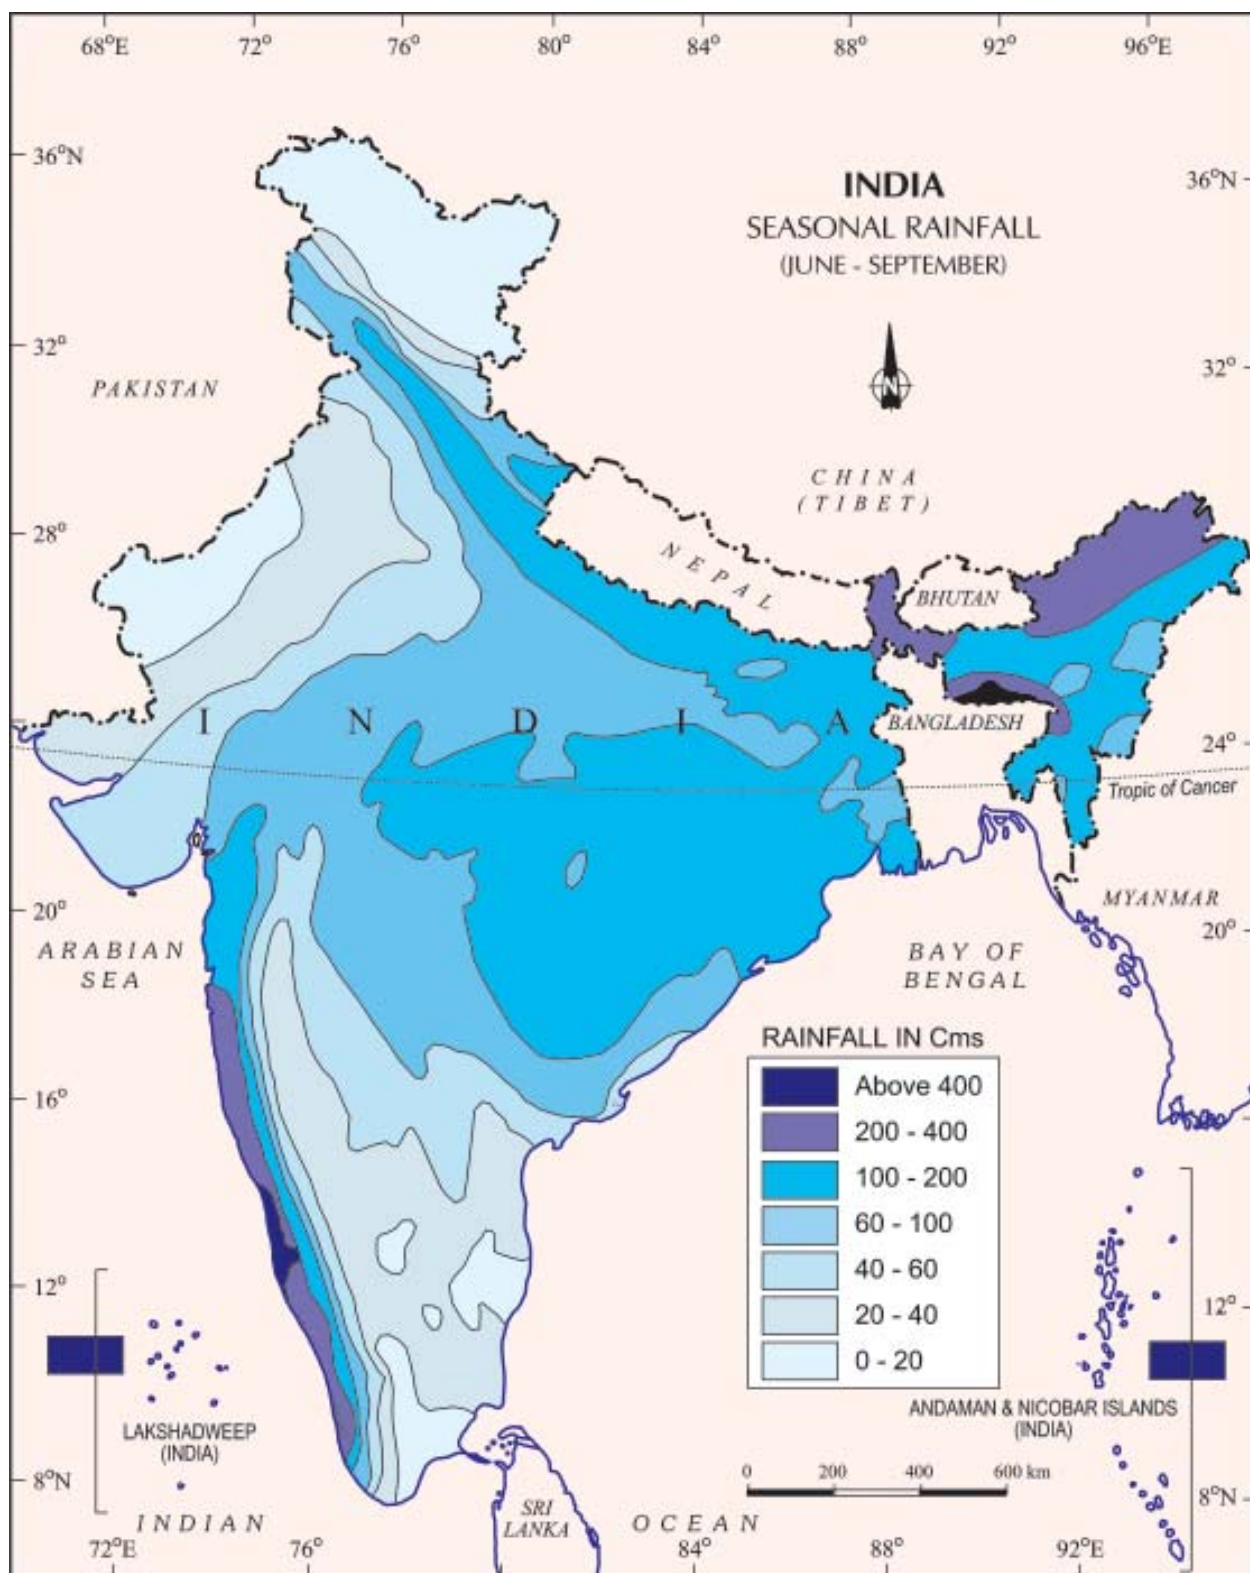 68°E 72° 76° 80° 84° 88° 92° 96°E
36°N
INDIA
36°N
SEASONAL RAINFALL
(JUNE - SEPTEMBER)
32°
N
32°
PAKISTAN
CHINA
(TIBET)
28°
NEPAL
BHUTAN
I N D I A
BANGLADESH
24°
Tropic of Cancer
20°
MYANMAR
20°
ARABIAN
SEA
BAY OF
BENGAL
RAINFALL IN Cms
Above 400
16°
200 - 400
100 - 200
60 - 100
40 - 60
20 - 40
0 - 20
12°
12°
LAKSHADWEEP
(INDIA)
ANDAMAN & NICOBAR ISLANDS
(INDIA)
0 200 400 600 km
8°N
8°N
SRI
LANKA
INDIAN OCEAN
72°E 76° 84° 88° 92°E